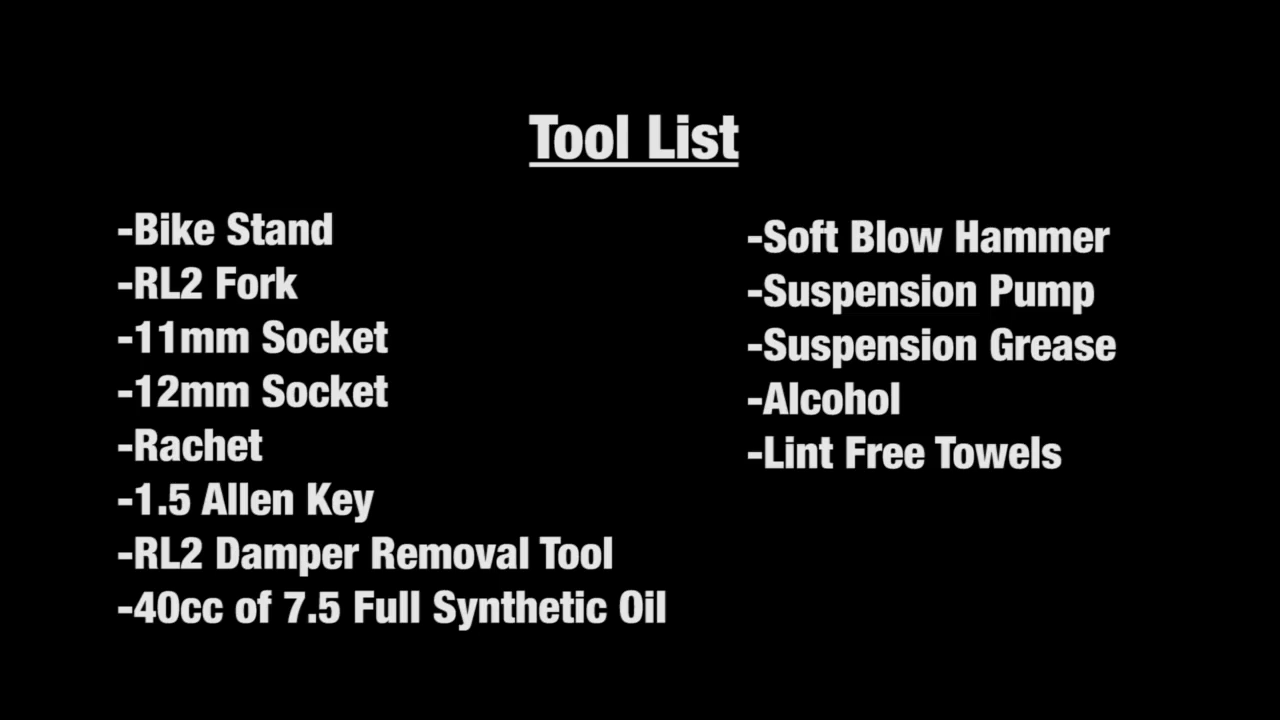 Tool List
-Bike Stand
-RL2 Fork
-11mm Socket
-12mm Socket
-Rachet
-1.5 Allen Key
-RL2 Damper Removal Tool
-40cc of 7.5 Full Synthetic Oil
-Soft Blow Hammer
-Suspension Pump
-Suspension Grease
-Alcohol
-Lint Free Towels